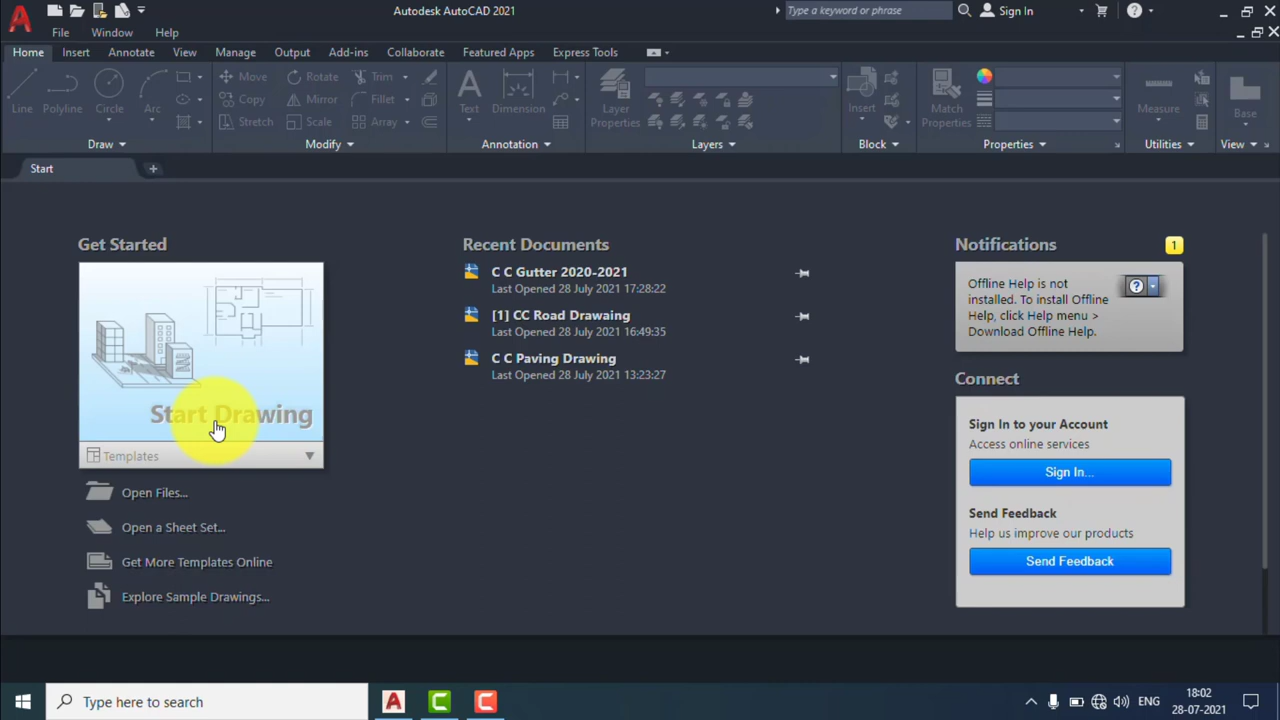 Autodesk AutoCAD 2021
Type a keyword or phrase
Sign In
File Window Help
Home Insert Annotate View Manage Output Add-ins Collaborate Featured Apps Express Tools
Line Polyline Circle Arc
Move Rotate Trim
Copy Mirror Fillet
Stretch Scale Array
Text Dimension
Layer Properties
Insert
Match Properties
Measure
Base
Draw Modify Annotation Layers Block Properties Utilities View
Start
Get Started
Start Drawing
Templates
Open Files...
Open a Sheet Set...
Get More Templates Online
Explore Sample Drawings...
Recent Documents
C C Gutter 2020-2021
Last Opened 28 July 2021 17:28:22
[1] CC Road Drawaing
Last Opened 28 July 2021 16:49:35
C C Paving Drawing
Last Opened 28 July 2021 13:23:27
Notifications 1
Offline Help is not
installed. To install Offline
Help, click Help menu >
Download Offline Help.
Connect
Sign In to your Account
Access online services
Sign In...
Send Feedback
Help us improve our products
Send Feedback
Type here to search
ENG
18:02
28-07-2021